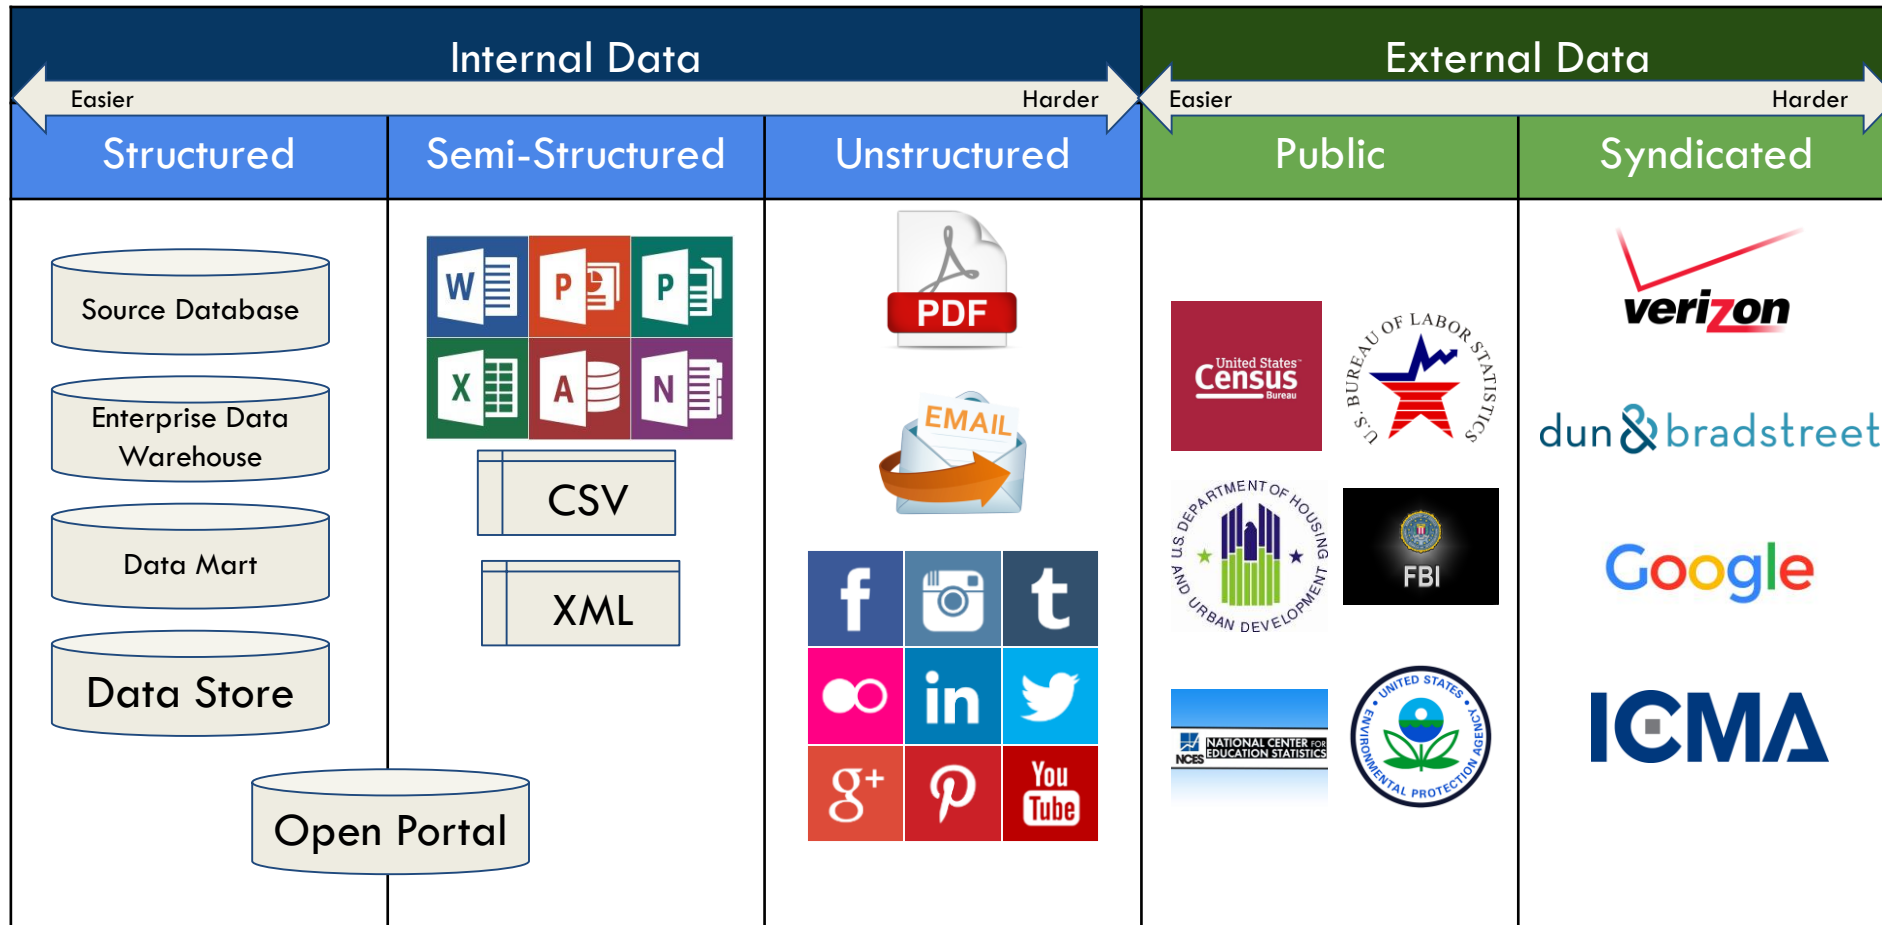 Internal Data
External Data
Easier
Harder
Easier
Harder
Structured
Semi-Structured
Unstructured
Public
Syndicated
Source Database
Enterprise Data
Warehouse
Data Mart
Data Store
Open Portal
W
P
P
X
A
N
CSV
XML
PDF
EMAIL
f
t
in
g+
You
Tube
United States™
Census
Bureau
U.S. BUREAU OF LABOR STATISTICS
U.S. DEPARTMENT OF HOUSING
AND URBAN DEVELOPMENT
FBI
NCES
NATIONAL CENTER FOR
EDUCATION STATISTICS
UNITED STATES
ENVIRONMENTAL PROTECTION AGENCY
verizon
dun & bradstreet
Google
ICMA